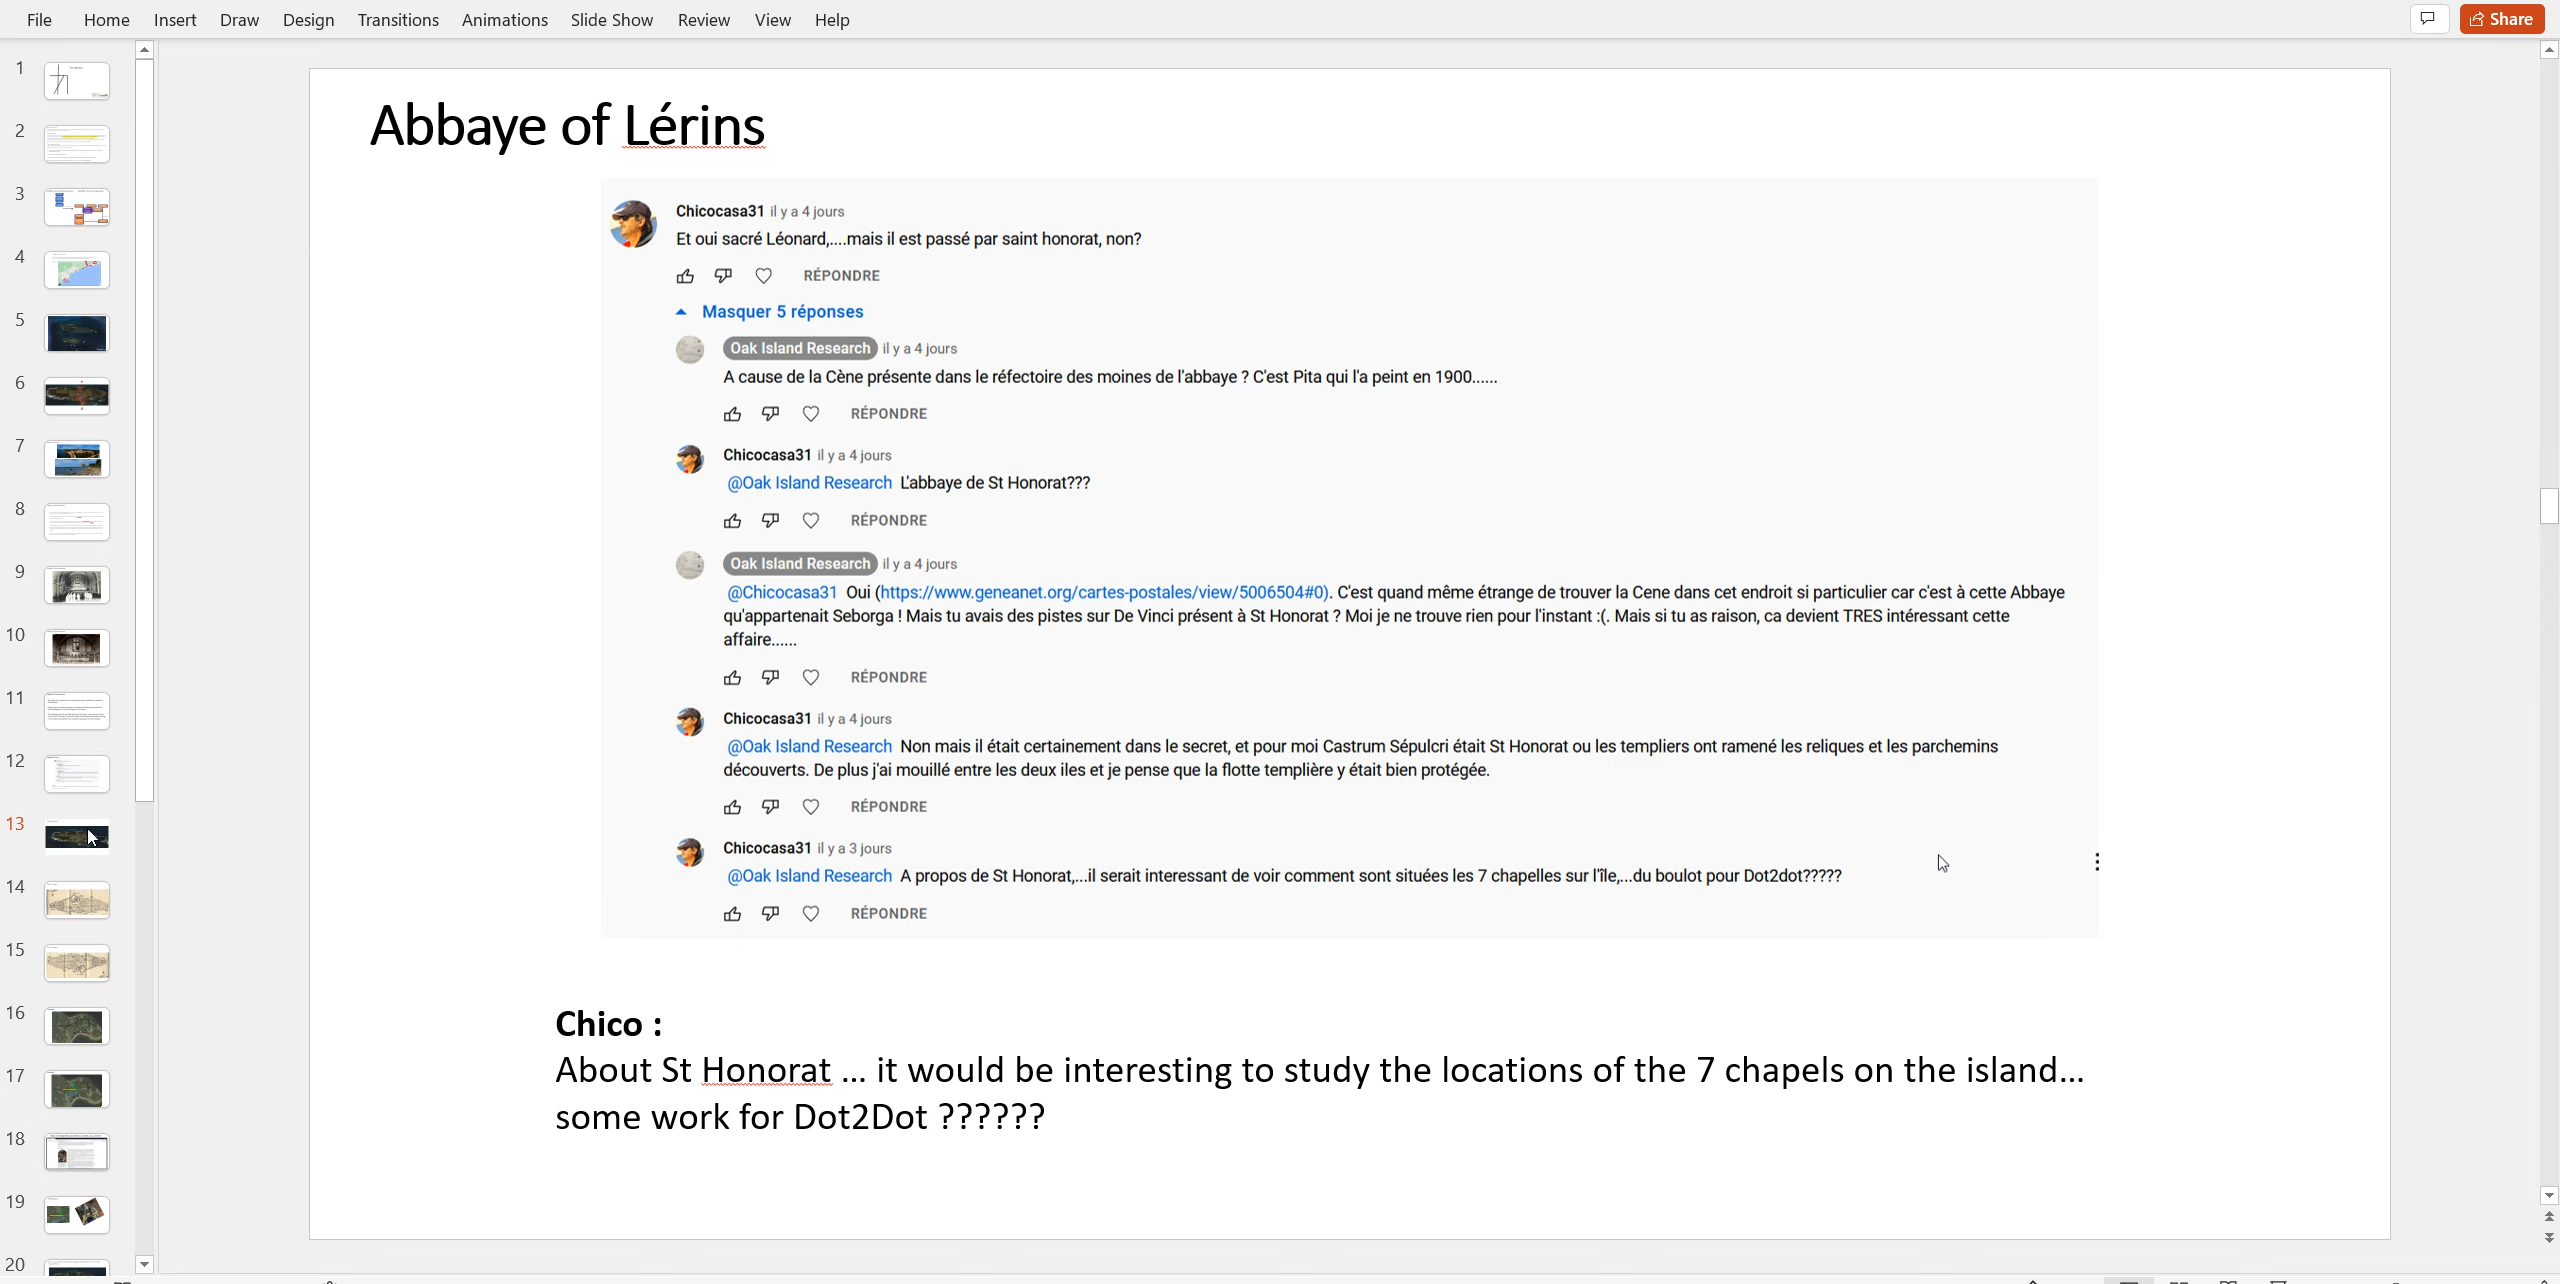 File Home Insert Draw Design Transitions Animations Slide Show Review View Help
Share
1
2
3
4
5
6
7
8
9
10
11
12
13
14
15
16
17
18
19
20
Abbaye of Lérins
Chicocasa31 il y a 4 jours
Et oui sacré Léonard,....mais il est passé par saint honorat, non?
RÉPONDRE
Masquer 5 réponses
Oak Island Research il y a 4 jours
A cause de la Cène présente dans le réfectoire des moines de l'abbaye ? C'est Pita qui l'a peint en 1900......
RÉPONDRE
Chicocasa31 il y a 4 jours
@Oak Island Research L'abbaye de St Honorat???
RÉPONDRE
Oak Island Research il y a 4 jours
@Chicocasa31 Oui (https://www.geneanet.org/cartes-postales/view/5006504#0). C'est quand même étrange de trouver la Cene dans cet endroit si particulier car c'est à cette Abbaye
qu'appartenait Seborga ! Mais tu avais des pistes sur De Vinci présent à St Honorat ? Moi je ne trouve rien pour l'instant :(. Mais si tu as raison, ca devient TRES intéressant cette
affaire......
RÉPONDRE
Chicocasa31 il y a 4 jours
@Oak Island Research Non mais il était certainement dans le secret, et pour moi Castrum Sépulcri était St Honorat ou les templiers ont ramené les reliques et les parchemins
découverts. De plus j'ai mouillé entre les deux iles et je pense que la flotte templière y était bien protégée.
RÉPONDRE
Chicocasa31 il y a 3 jours
@Oak Island Research A propos de St Honorat,...il serait interessant de voir comment sont situées les 7 chapelles sur l'île,...du boulot pour Dot2dot?????
RÉPONDRE
Chico :
About St Honorat ... it would be interesting to study the locations of the 7 chapels on the island...
some work for Dot2Dot ??????